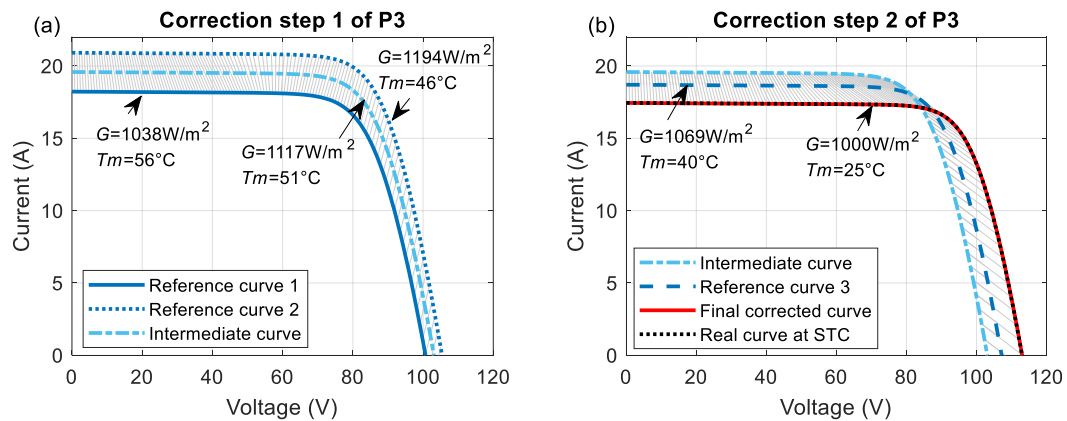 (a)
Correction step 1 of P3
Current (A)
20
15
10
5
0
G=1194W/m²
Tm=46°C
G=1038W/m²
Tm=56°C
G=1117W/m²
Tm=51°C
Reference curve 1
Reference curve 2
Intermediate curve
0 20 40 60 80 100 120
Voltage (V)
(b)
Correction step 2 of P3
Current (A)
20
15
10
5
0
G=1069W/m²
Tm=40°C
G=1000W/m²
Tm=25°C
Intermediate curve
Reference curve 3
Final corrected curve
Real curve at STC
0 20 40 60 80 100 120
Voltage (V)